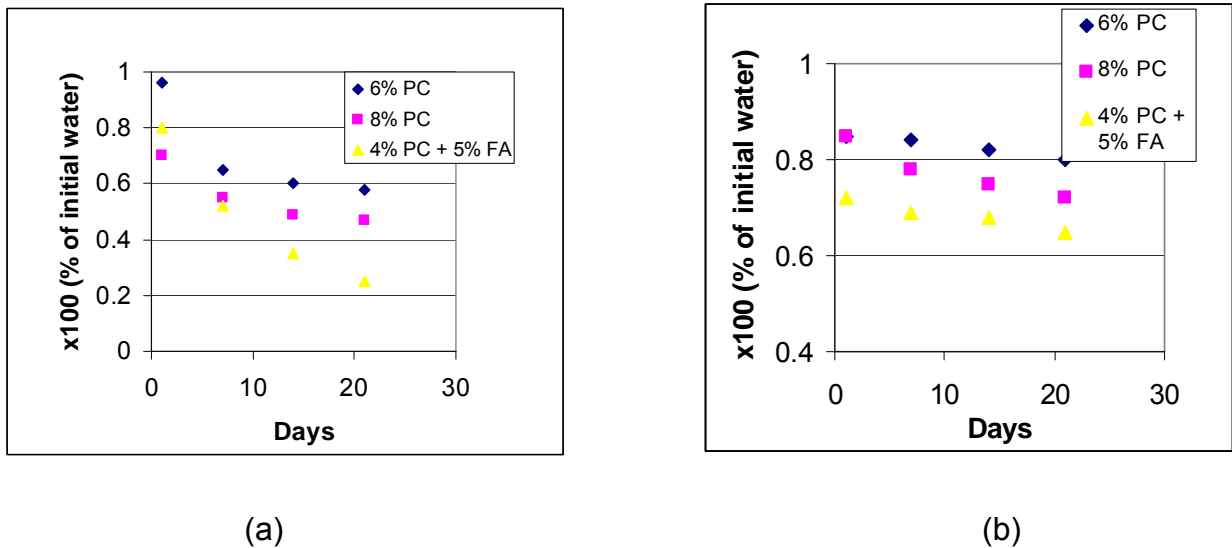 x100 (% of initial water)
1
0.8
0.6
0.4
0.2
0
0 10 20 30
Days
6% PC
8% PC
4% PC + 5% FA
(a)
x100 (% of initial water)
1
0.8
0.6
0.4
0 10 20 30
Days
6% PC
8% PC
4% PC +
5% FA
(b)